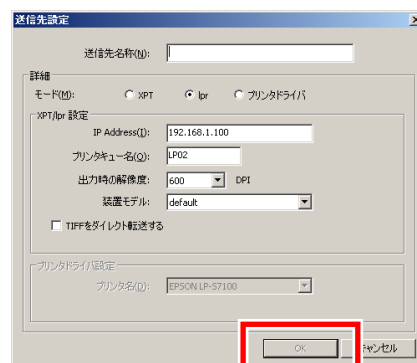 送信先設定
送信先名称(N):
詳細
モード(M): XPT lpr プリンタドライバ
XPT/lpr 設定
IP Address(I): 192.168.1.100
プリンタキュー名(Q): LP02
出力時の解像度: 600 DPI
装置モデル: default
TIFFをダイレクト転送する
プリンタドライバ設定
プリンタ名(D): EPSON LP-S7100
OK キャンセル